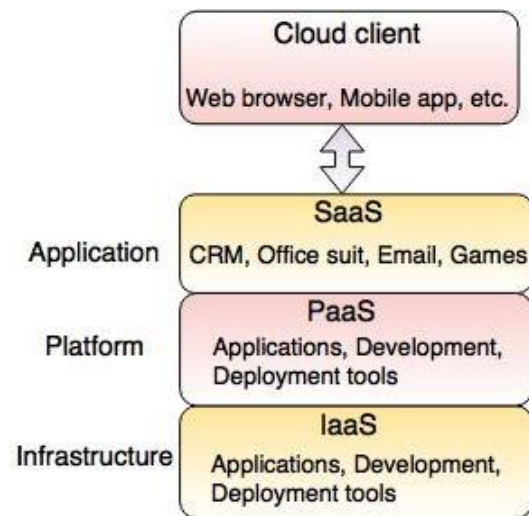 Cloud client
Web browser, Mobile app, etc.
SaaS
Application
CRM, Office suit, Email, Games
PaaS
Platform
Applications, Development,
Deployment tools
IaaS
Infrastructure
Applications, Development,
Deployment tools